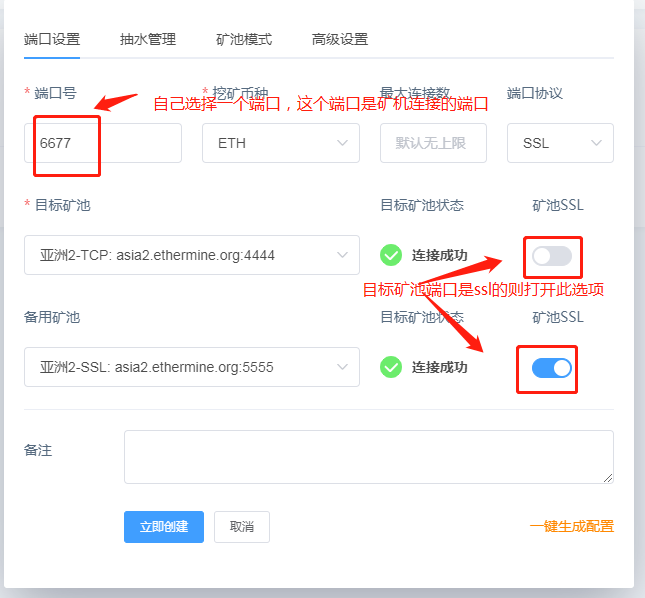 端口设置 抽水管理 矿池模式 高级设置
* 端口号 * 挖矿币种 最大连接数 端口协议
自己选择一个端口，这个端口是矿机连接的端口
6677 ETH 默认无上限 SSL
* 目标矿池 目标矿池状态 矿池SSL
亚洲2-TCP: asia2.ethermine.org:4444 连接成功
目标矿池端口是ssl的则打开此选项
备用矿池 目标矿池状态 矿池SSL
亚洲2-SSL: asia2.ethermine.org:5555 连接成功
备注
立即创建 取消 一键生成配置